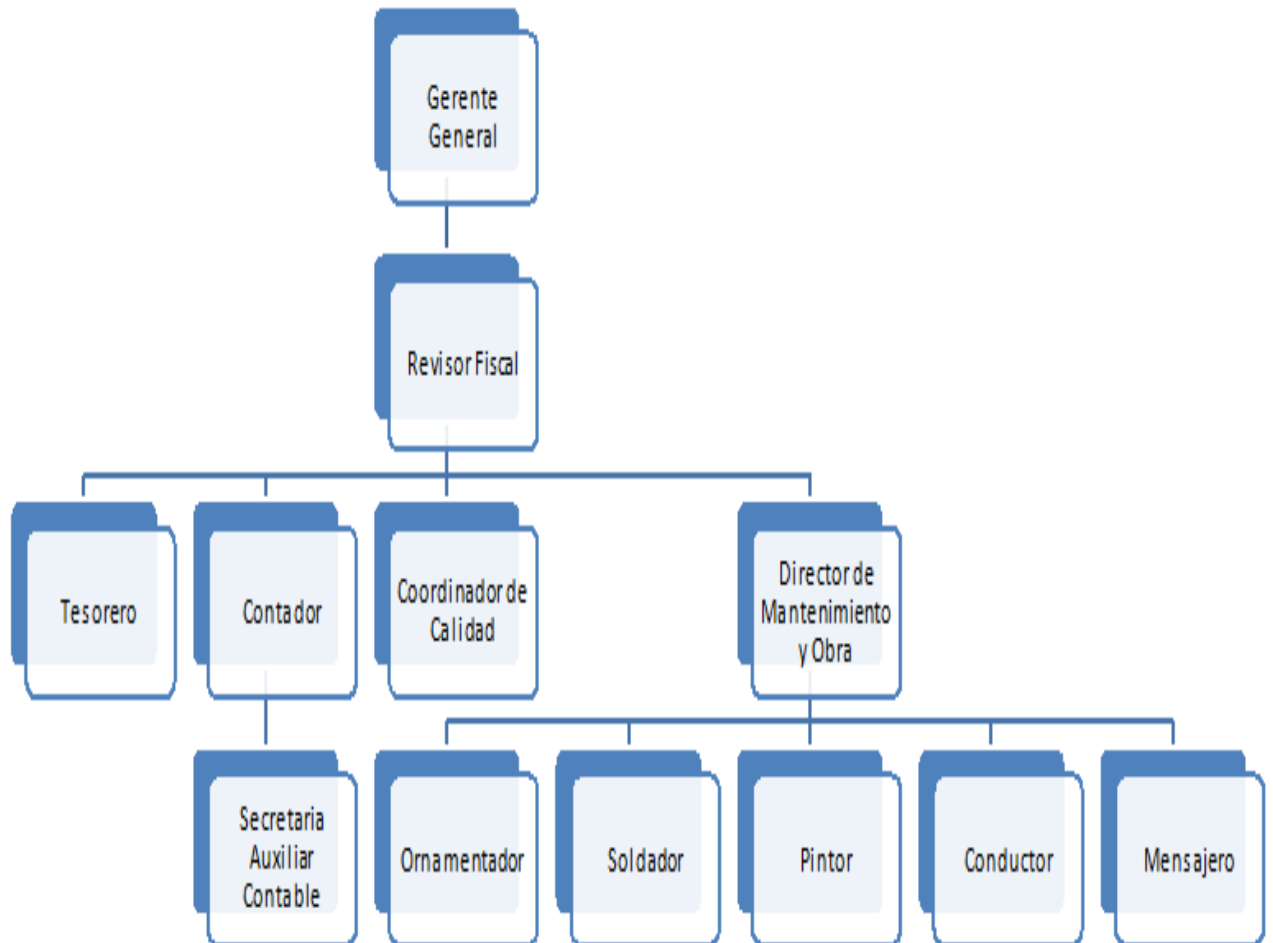 Gerente
General
Revisor Fiscal
Tesorero
Contador
Coordinador de
Calidad
Director de
Mantenimiento
y Obra
Secretaria
Auxiliar
Contable
Ornamentador
Soldador
Pintor
Conductor
Mensajero